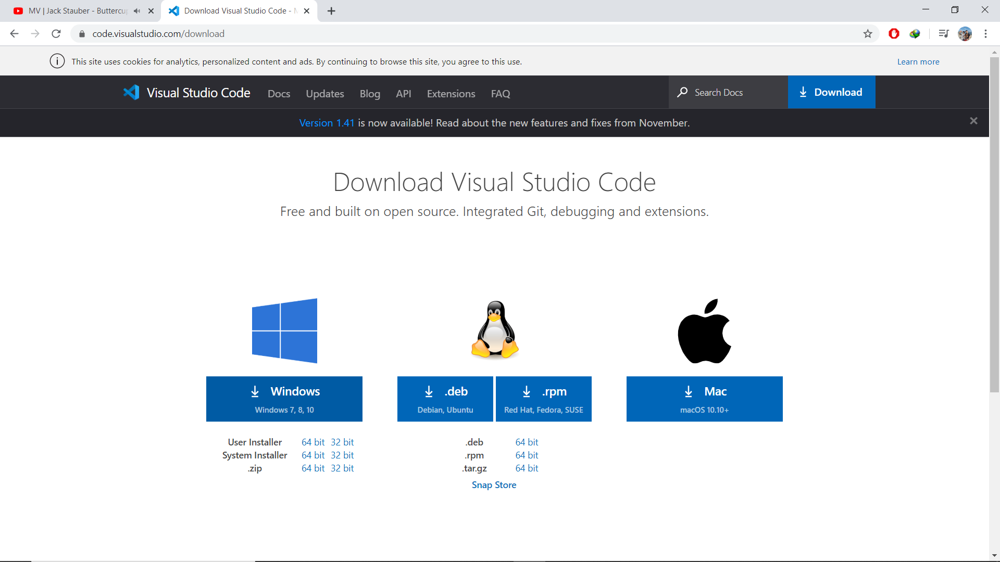 MV | Jack Stauber - Buttercu
Download Visual Studio Code -
code.visualstudio.com/download
This site uses cookies for analytics, personalized content and ads. By continuing to browse this site, you agree to this use.
Learn more
Visual Studio Code
Docs
Updates
Blog
API
Extensions
FAQ
Search Docs
Download
Version 1.41 is now available! Read about the new features and fixes from November.
Download Visual Studio Code
Free and built on open source. Integrated Git, debugging and extensions.
Windows
Windows 7, 8, 10
.deb
Debian, Ubuntu
.rpm
Red Hat, Fedora, SUSE
Mac
macOS 10.10+
User Installer 64 bit 32 bit
System Installer 64 bit 32 bit
.zip 64 bit 32 bit
.deb 64 bit
.rpm 64 bit
.tar.gz 64 bit
Snap Store